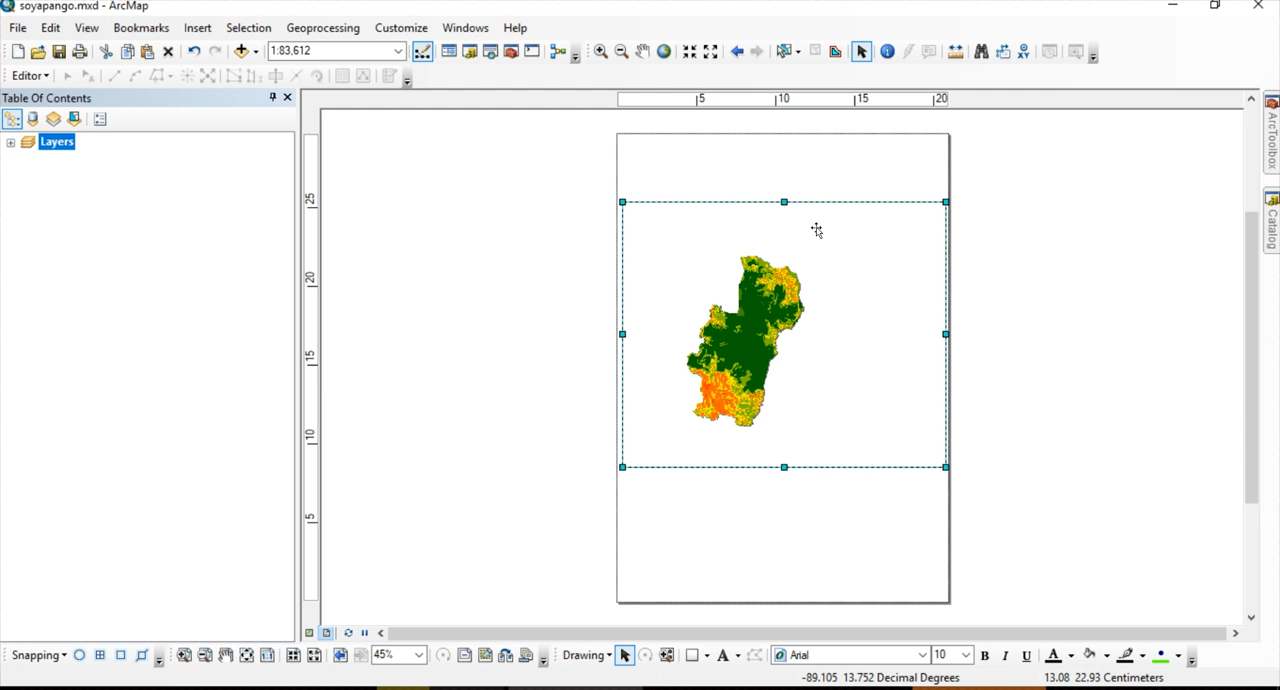 soyapango.mxd - ArcMap
File Edit View Bookmarks Insert Selection Geoprocessing Customize Windows Help
1:83,612
Editor
Table Of Contents
Layers
5 10 15 20
25
20
15
10
5
ArcToolbox
Catalog
Snapping 45% Drawing A Arial 10 B I U A
-89.105 13.752 Decimal Degrees 13.08 22.93 Centimeters